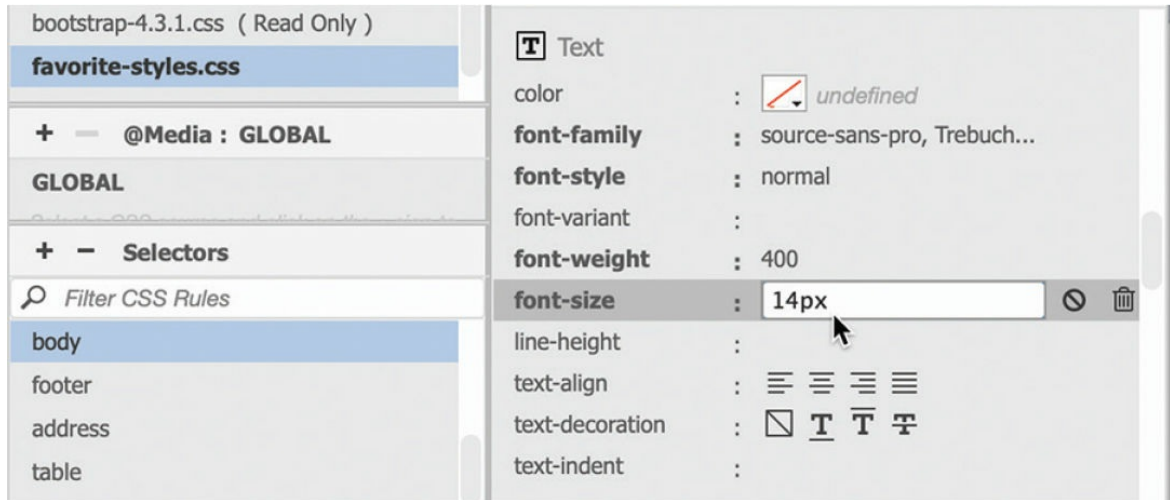 bootstrap-4.3.1.css ( Read Only )
favorite-styles.css
+ − @Media : GLOBAL
GLOBAL
+ − Selectors
Filter CSS Rules
body
footer
address
table
T Text
color : undefined
font-family : source-sans-pro, Trebuch...
font-style : normal
font-variant :
font-weight : 400
font-size : 14px
line-height :
text-align :
text-decoration : T T T
text-indent :